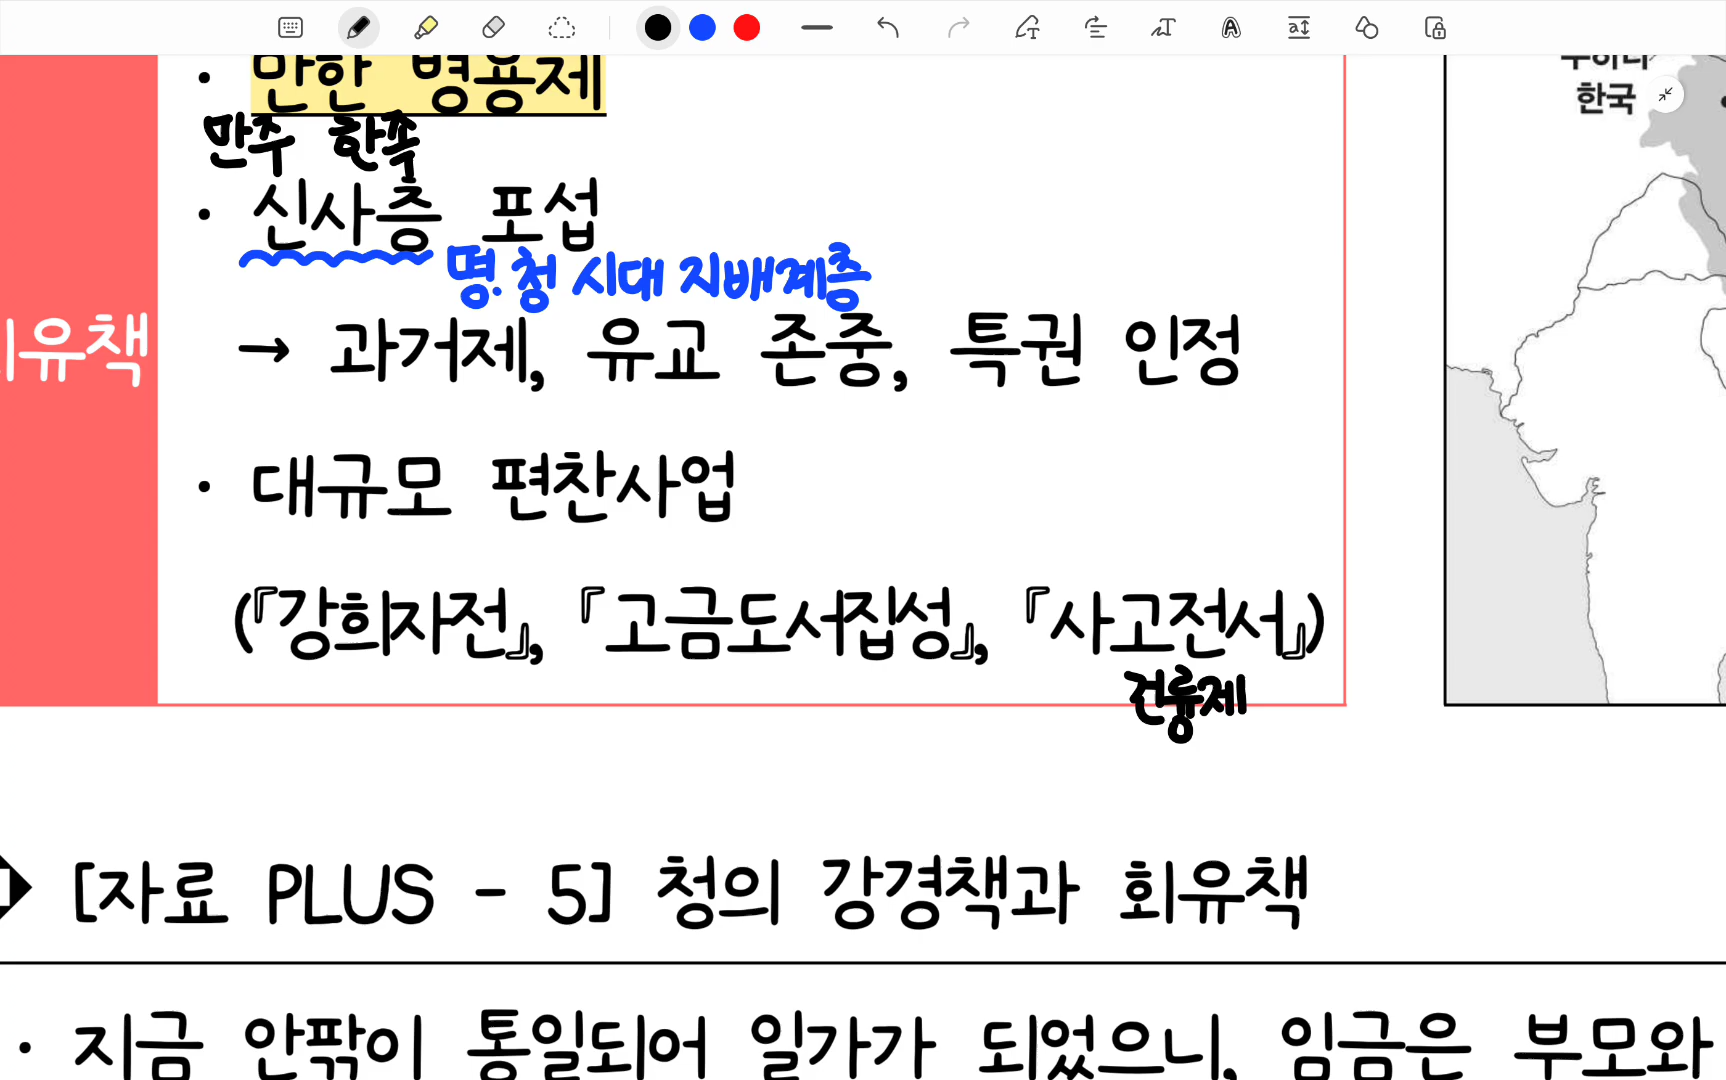 · 만한 병용제
만주 한족
· 신사층 포섭
명.청 시대 지배계층
회유책
→ 과거제, 유교 존중, 특권 인정
· 대규모 편찬사업
(『강희자전』, 『고금도서집성』, 『사고전서』)
건륭제
한국
[자료 PLUS - 5] 청의 강경책과 회유책
· 지금 안팎이 통일되어 일가가 되었으니, 임금은 부모와